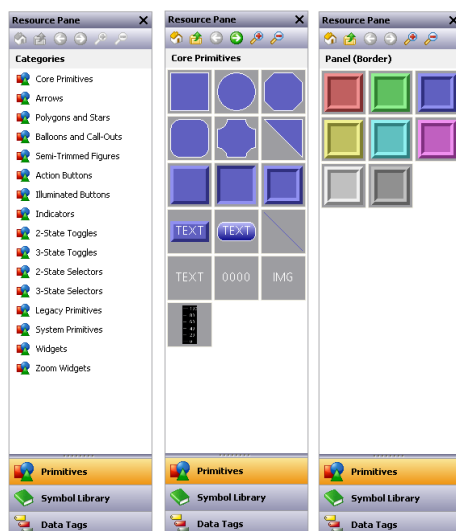 Resource Pane
Categories
Core Primitives
Arrows
Polygons and Stars
Balloons and Call-Outs
Semi-Trimmed Figures
Action Buttons
Illuminated Buttons
Indicators
2-State Toggles
3-State Toggles
2-State Selectors
3-State Selectors
Legacy Primitives
System Primitives
Widgets
Zoom Widgets
Primitives
Symbol Library
Data Tags
Resource Pane
Core Primitives
TEXT TEXT
TEXT 0000 IMG
Primitives
Symbol Library
Data Tags
Resource Pane
Panel (Border)
Primitives
Symbol Library
Data Tags